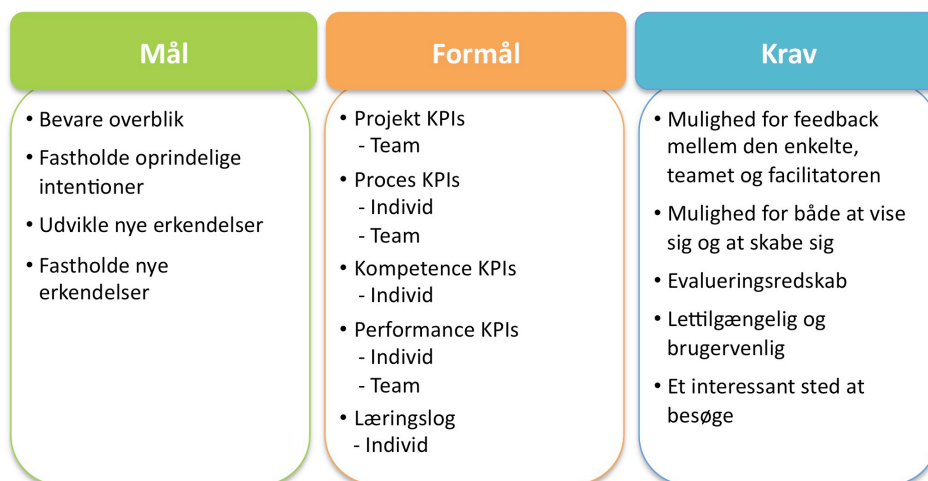 Mål
• Bevare overblik
• Fastholde oprindelige
intentioner
• Udvikle nye erkendelser
• Fastholde nye
erkendelser
Formål
• Projekt KPIs
- Team
• Proces KPIs
- Individ
- Team
• Kompetence KPIs
- Individ
• Performance KPIs
- Individ
- Team
• Læringslog
- Individ
Krav
• Mulighed for feedback
mellem den enkelte,
teamet og facilitatoren
• Mulighed for både at vise
sig og at skabe sig
• Evalueringsredskab
• Lettilgængelig og
brugervenlig
• Et interessant sted at
besøge